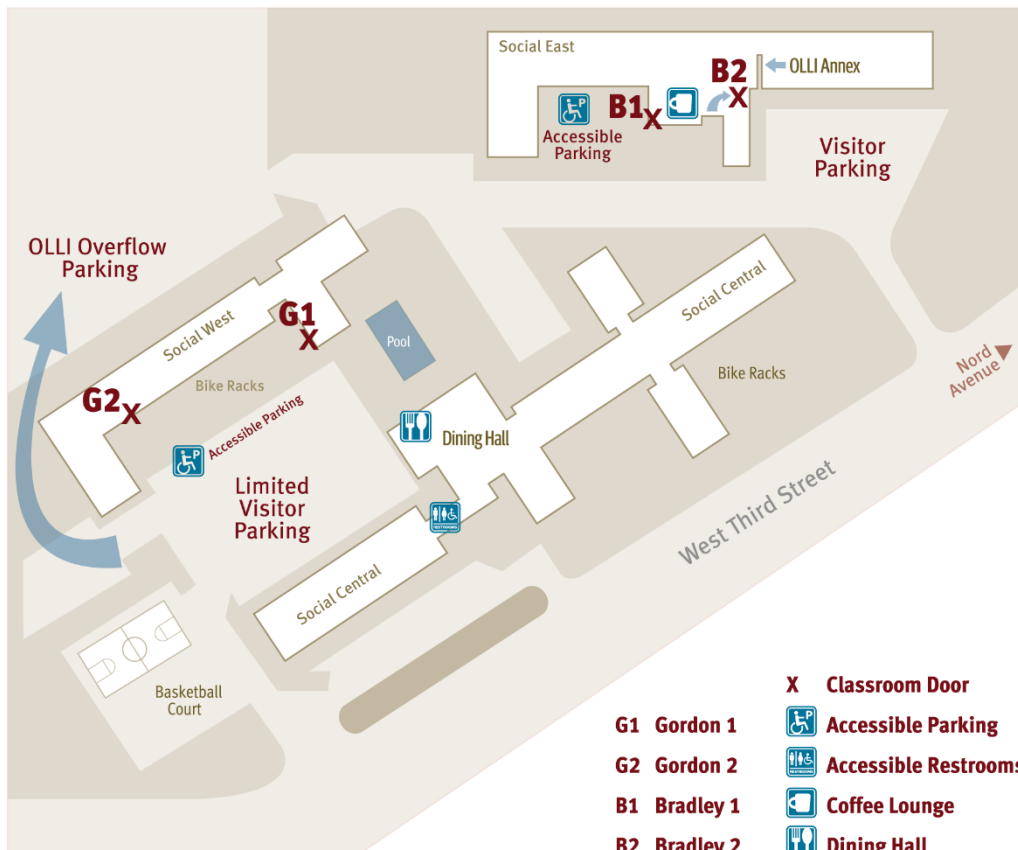 Social East
B2
OLLI Annex
B1
P
Accessible
Parking
Visitor
Parking
OLLI Overflow
Parking
G1
Social West
Pool
Social Central
Nord
Avenue
Bike Racks
Bike Racks
G2
Accessible Parking
P
Dining Hall
Limited
Visitor
Parking
RESTROOMS
West Third Street
Social Central
Basketball
Court
X Classroom Door
G1 Gordon 1
P Accessible Parking
G2 Gordon 2
RESTROOMS Accessible Restrooms
B1 Bradley 1
Coffee Lounge
B2 Bradley 2
Dining Hall